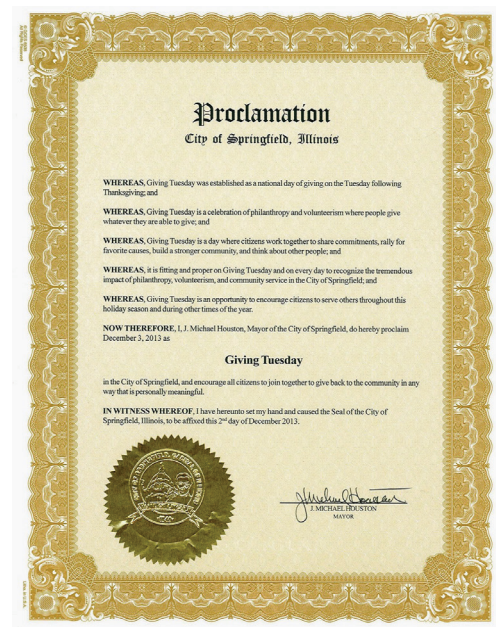 Proclamation
City of Springfield, Illinois
WHEREAS, Giving Tuesday was established as a national day of giving on the Tuesday following
Thanksgiving; and
WHEREAS, Giving Tuesday is a celebration of philanthropy and volunteerism where people give
whatever they are able to give; and
WHEREAS, Giving Tuesday is a day where citizens work together to share commitments, rally for
favorite causes, build a stronger community, and think about other people; and
WHEREAS, it is fitting and proper on Giving Tuesday and on every day to recognize the tremendous
impact of philanthropy, volunteerism, and community service in the City of Springfield; and
WHEREAS, Giving Tuesday is an opportunity to encourage citizens to serve others throughout this
holiday season and during other times of the year.
NOW THEREFORE, I, J. Michael Houston, Mayor of the City of Springfield, do hereby proclaim
December 3, 2013 as
Giving Tuesday
in the City of Springfield, and encourage all citizens to join together to give back to the community in any
way that is personally meaningful.
IN WITNESS WHEREOF, I have hereunto set my hand and caused the Seal of the City of
Springfield, Illinois, to be affixed this 2nd day of December 2013.
J. Michael Houston
J. MICHAEL HOUSTON
MAYOR